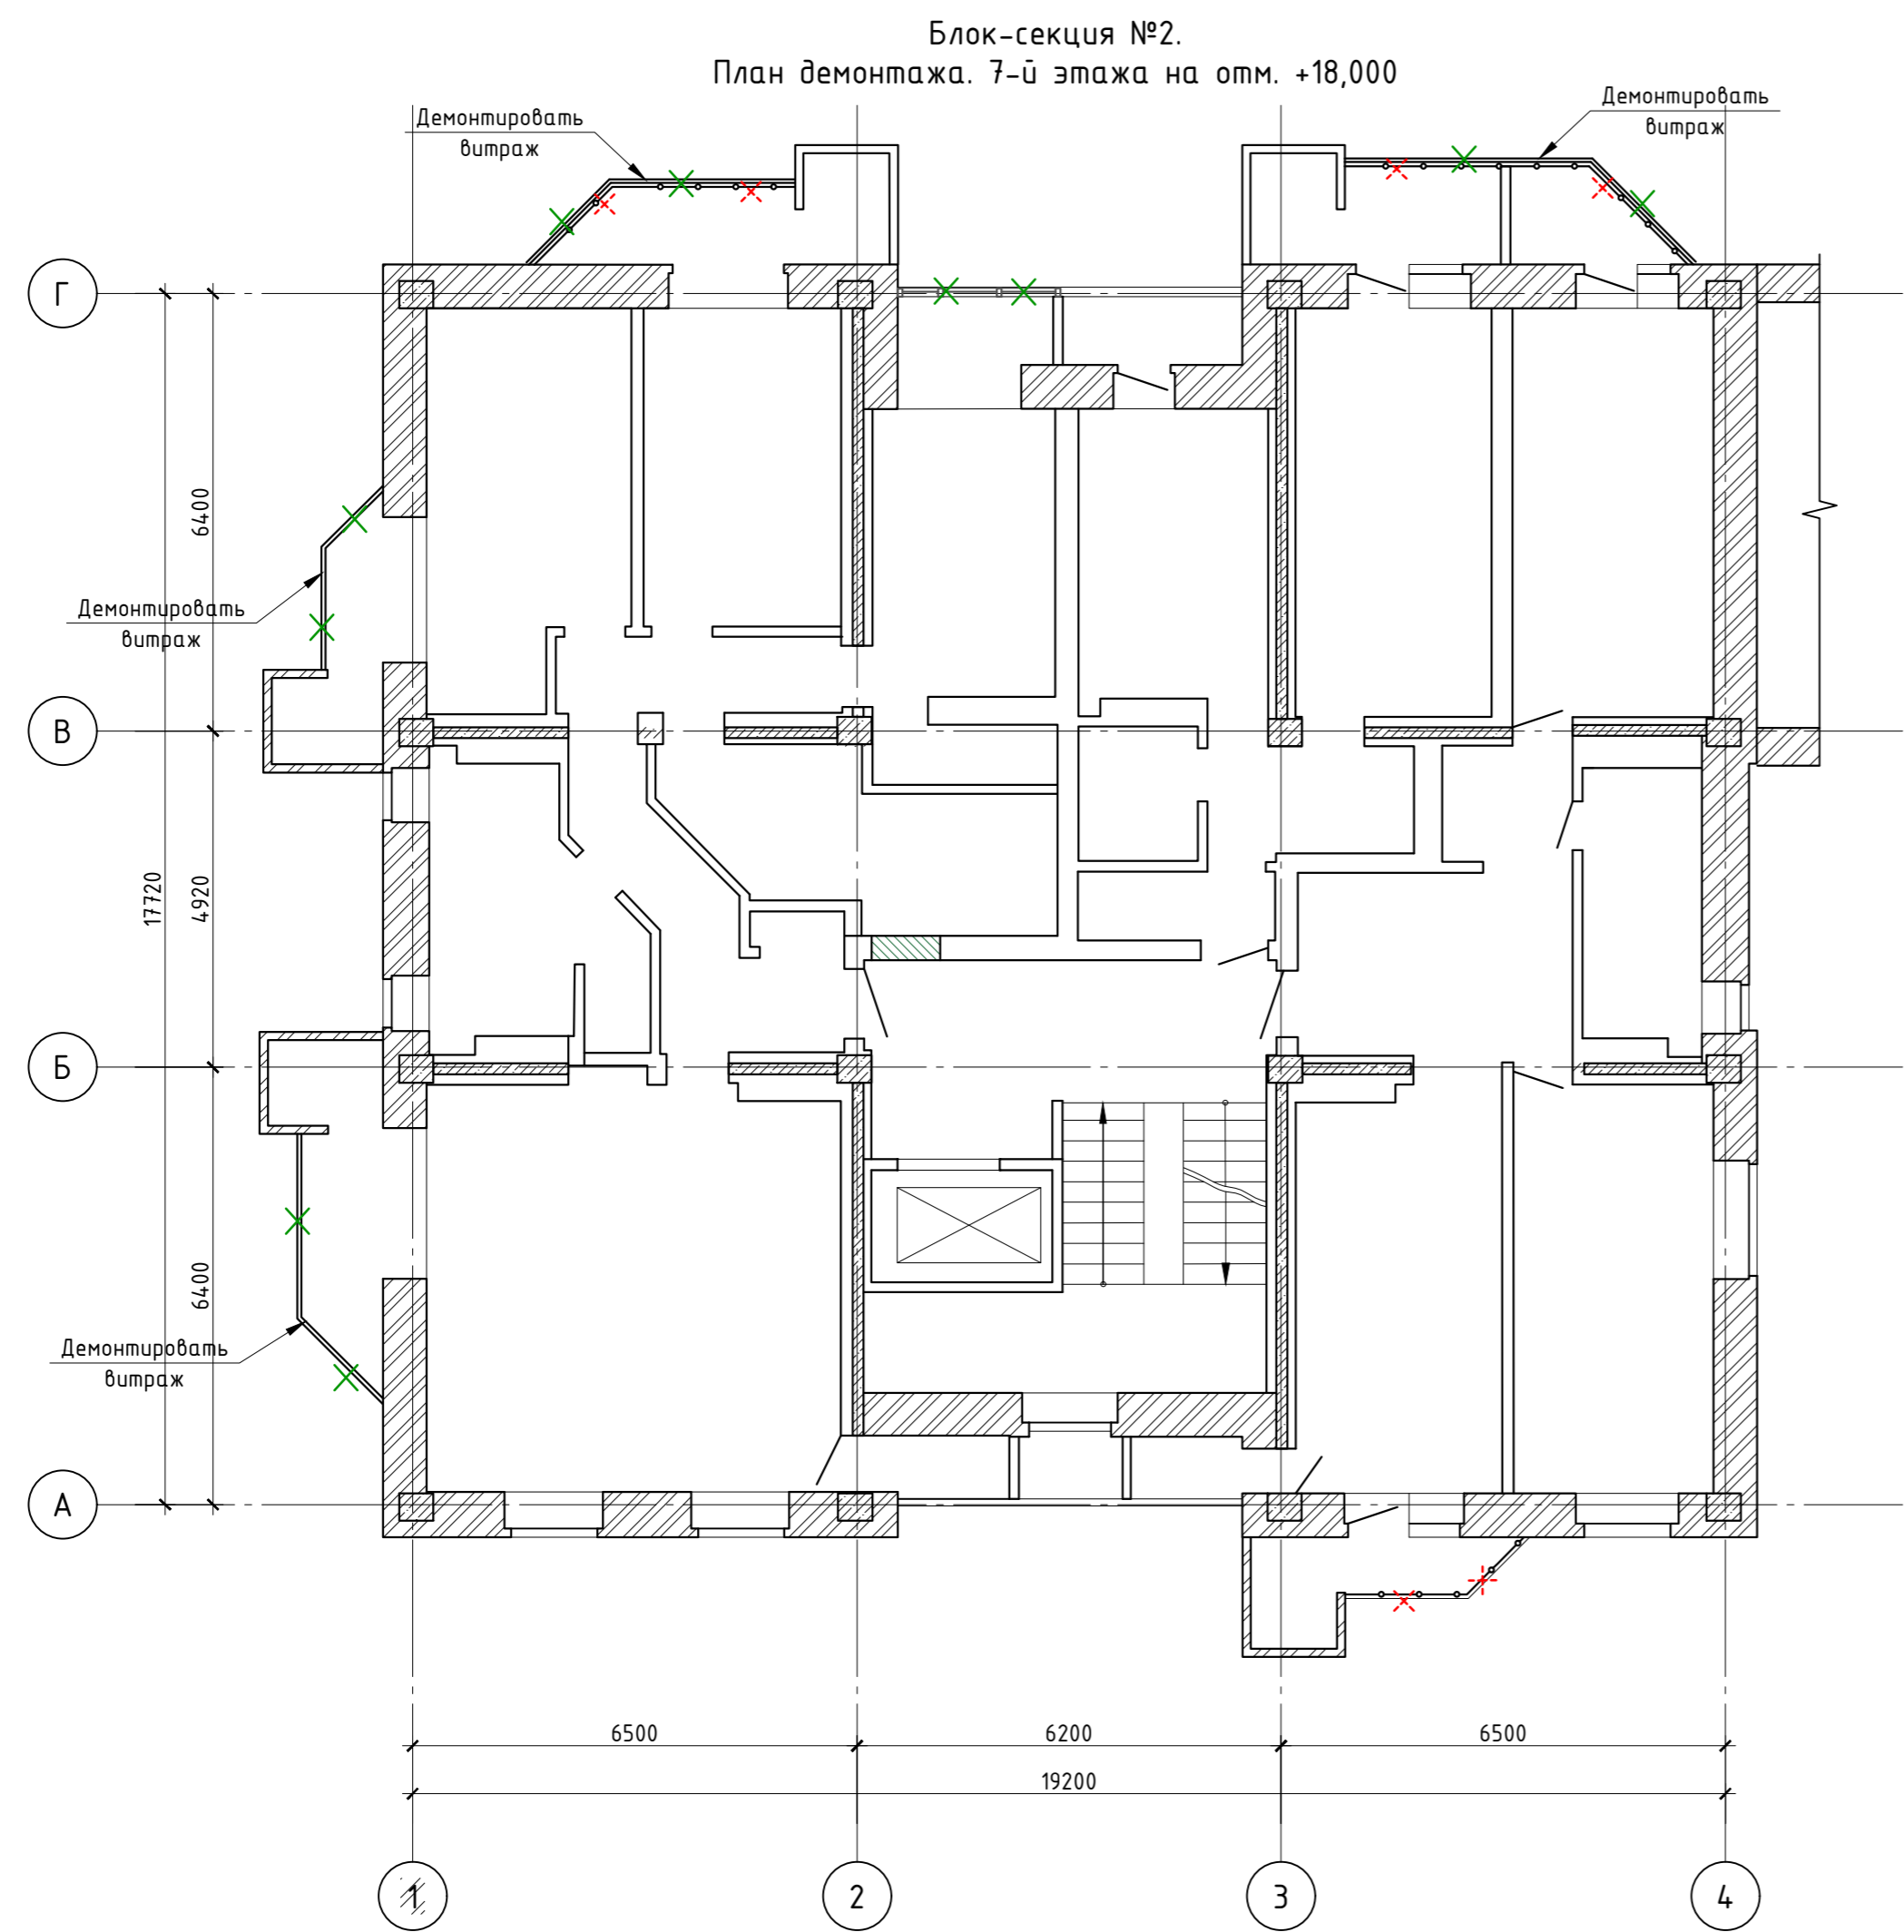 Блок-секция №2.
План демонтажа. 7-й этажа на отм. +18,000
Демонтировать
витраж
Демонтировать
витраж
Г
6400
Демонтировать
витраж
В
17720
4920
Б
6400
Демонтировать
витраж
А
6500
6200
6500
19200
1
2
3
4